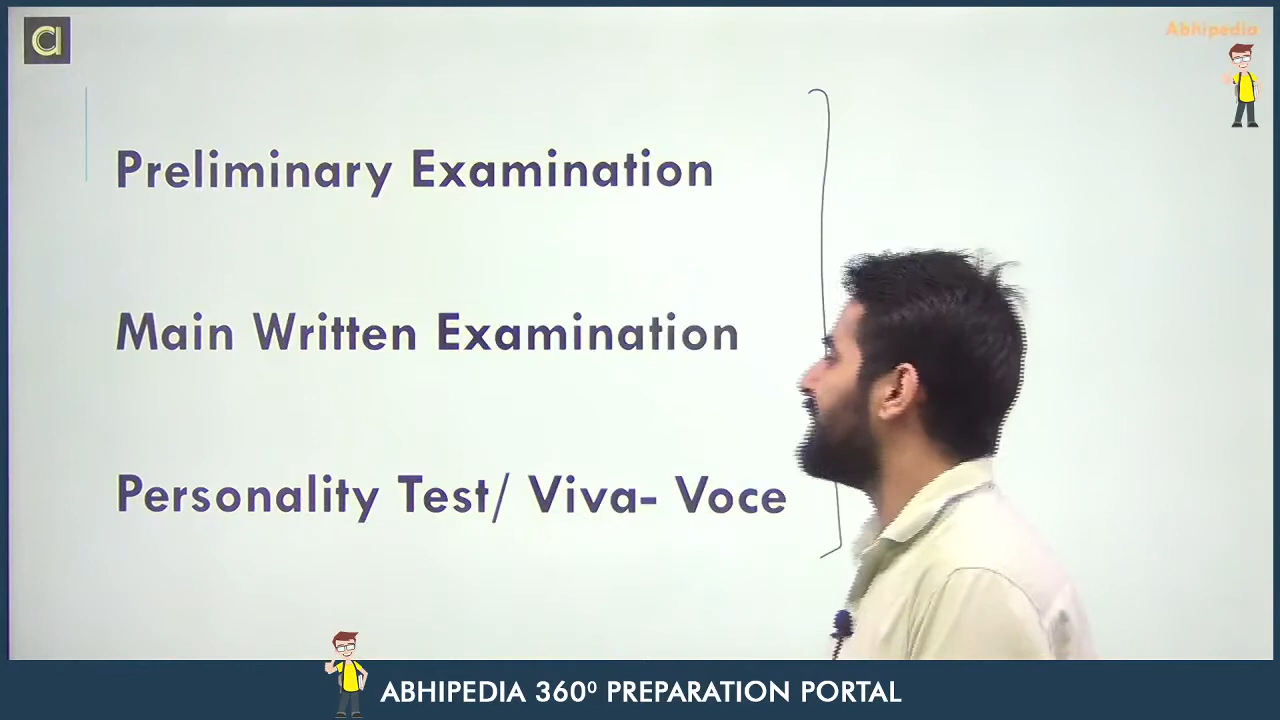 a
Abhipedia
Preliminary Examination
Main Written Examination
Personality Test/ Viva- Voce
ABHIPEDIA 360⁰ PREPARATION PORTAL